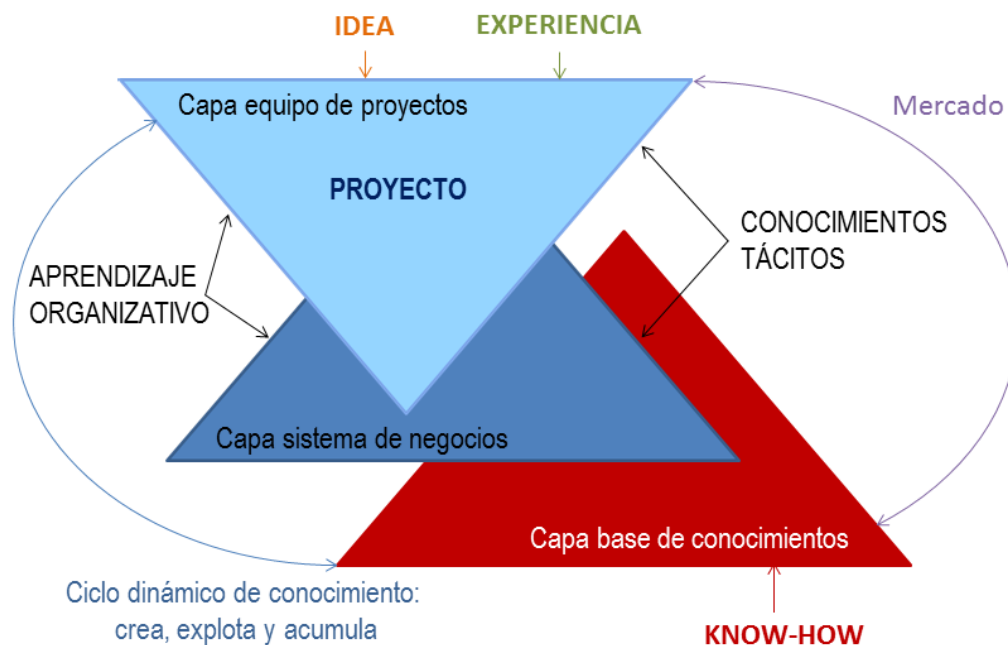 IDEA
EXPERIENCIA
Capa equipo de proyectos
Mercado
PROYECTO
CONOCIMIENTOS
TÁCITOS
APRENDIZAJE
ORGANIZATIVO
Capa sistema de negocios
Capa base de conocimientos
Ciclo dinámico de conocimiento:
crea, explota y acumula
KNOW-HOW